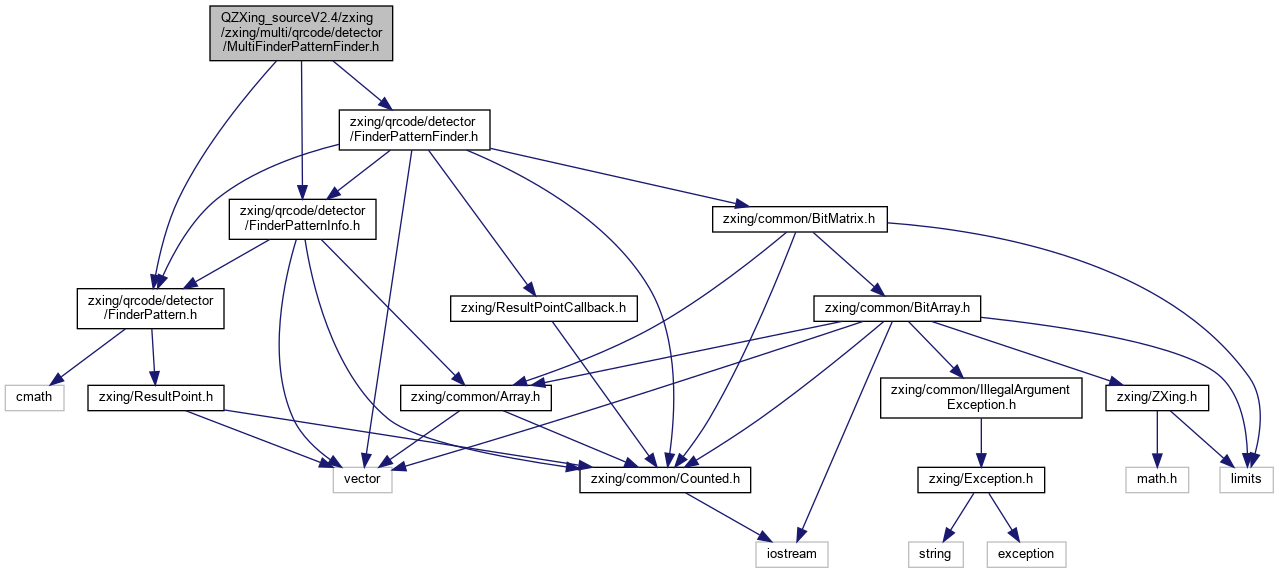 QZXing_sourceV2.4/zxing
/zxing/multi/qrcode/detector
/MultiFinderPatternFinder.h
zxing/qrcode/detector
/FinderPatternFinder.h
zxing/qrcode/detector
/FinderPatternInfo.h
zxing/common/BitMatrix.h
zxing/qrcode/detector
/FinderPattern.h
zxing/ResultPointCallback.h
zxing/common/BitArray.h
cmath
zxing/ResultPoint.h
zxing/common/Array.h
zxing/common/IllegalArgument
Exception.h
zxing/ZXing.h
vector
zxing/common/Counted.h
zxing/Exception.h
math.h
limits
iostream
string
exception